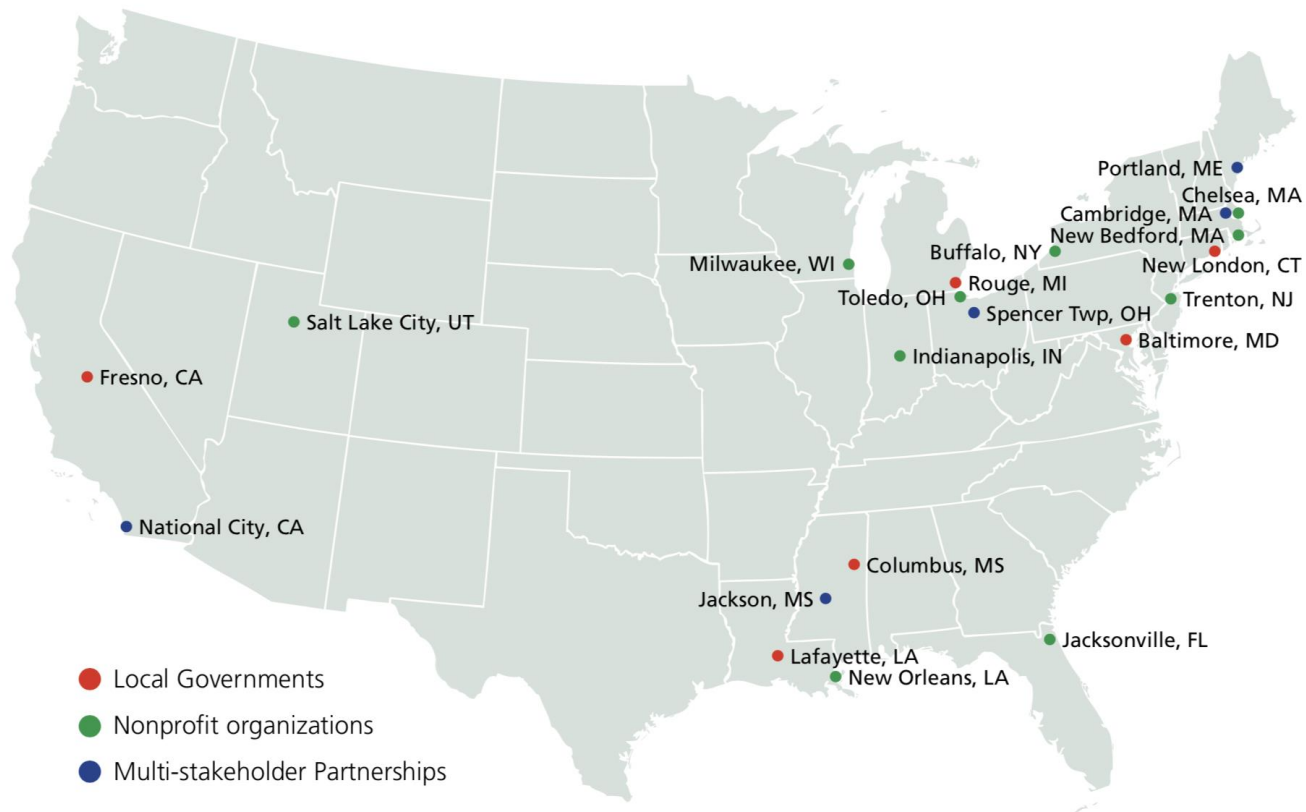 Portland, ME
Chelsea, MA
Cambridge, MA
New Bedford, MA
Buffalo, NY
New London, CT
Milwaukee, WI
Rouge, MI
Toledo, OH
Trenton, NJ
Spencer Twp, OH
Salt Lake City, UT
Baltimore, MD
Indianapolis, IN
Fresno, CA
National City, CA
Columbus, MS
Jackson, MS
Jacksonville, FL
Lafayette, LA
New Orleans, LA
Local Governments
Nonprofit organizations
Multi-stakeholder Partnerships